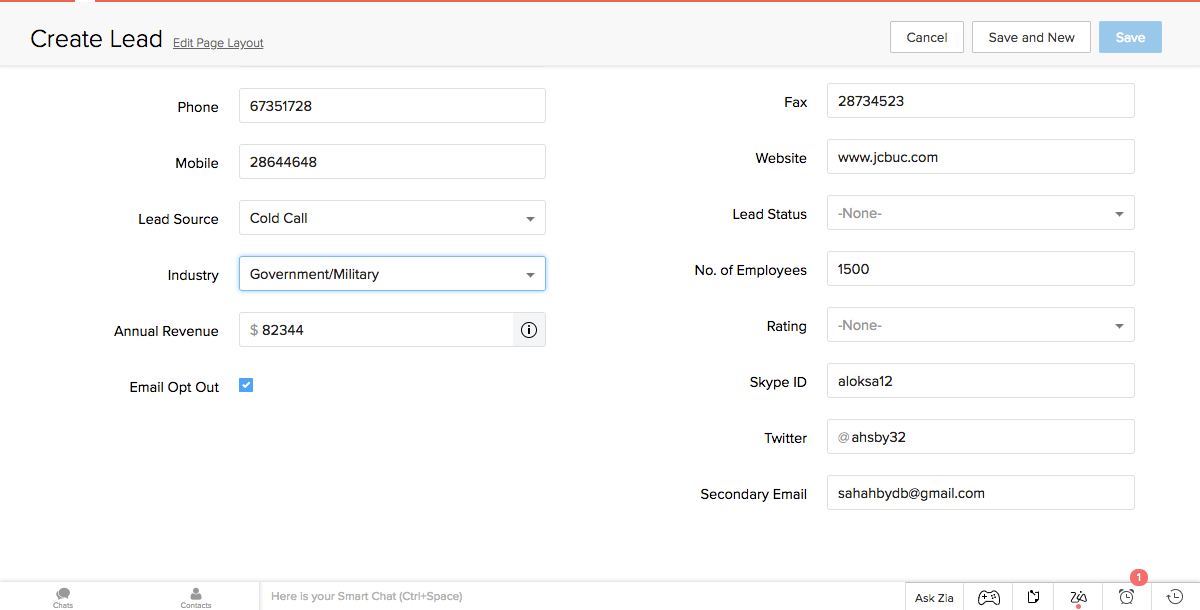 Create Lead Edit Page Layout Cancel Save and New Save
Phone 67351728
Fax 28734523
Mobile 28644648
Website www.jcbuc.com
Lead Source Cold Call
Lead Status -None-
Industry Government/Military
No. of Employees 1500
Annual Revenue $ 82344
Rating -None-
Email Opt Out
Skype ID aloksa12
Twitter @ ahsby32
Secondary Email sahahbydb@gmail.com
Chats Contacts Here is your Smart Chat (Ctrl+Space) Ask Zia 1